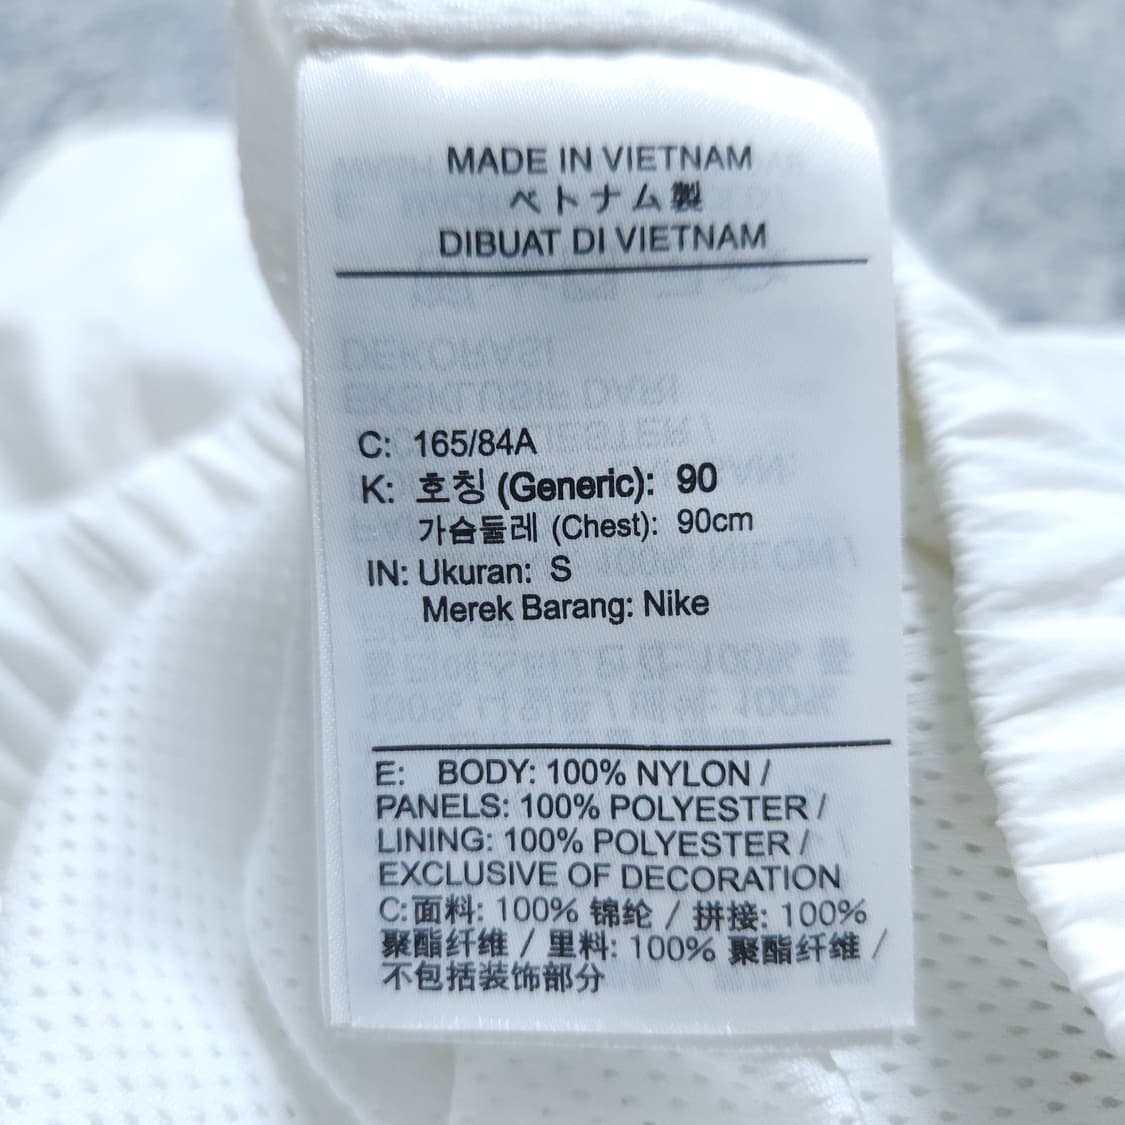 MADE IN VIETNAM
ベトナム製
DIBUAT DI VIETNAM
C: 165/84A
K: 호칭 (Generic): 90
가슴둘레 (Chest): 90cm
IN: Ukuran: S
Merek Barang: Nike
E: BODY: 100% NYLON /
PANELS: 100% POLYESTER /
LINING: 100% POLYESTER /
EXCLUSIVE OF DECORATION
C:面料: 100% 锦纶 / 拼接: 100%
聚酯纤维 / 里料: 100% 聚酯纤维 /
不包括装饰部分